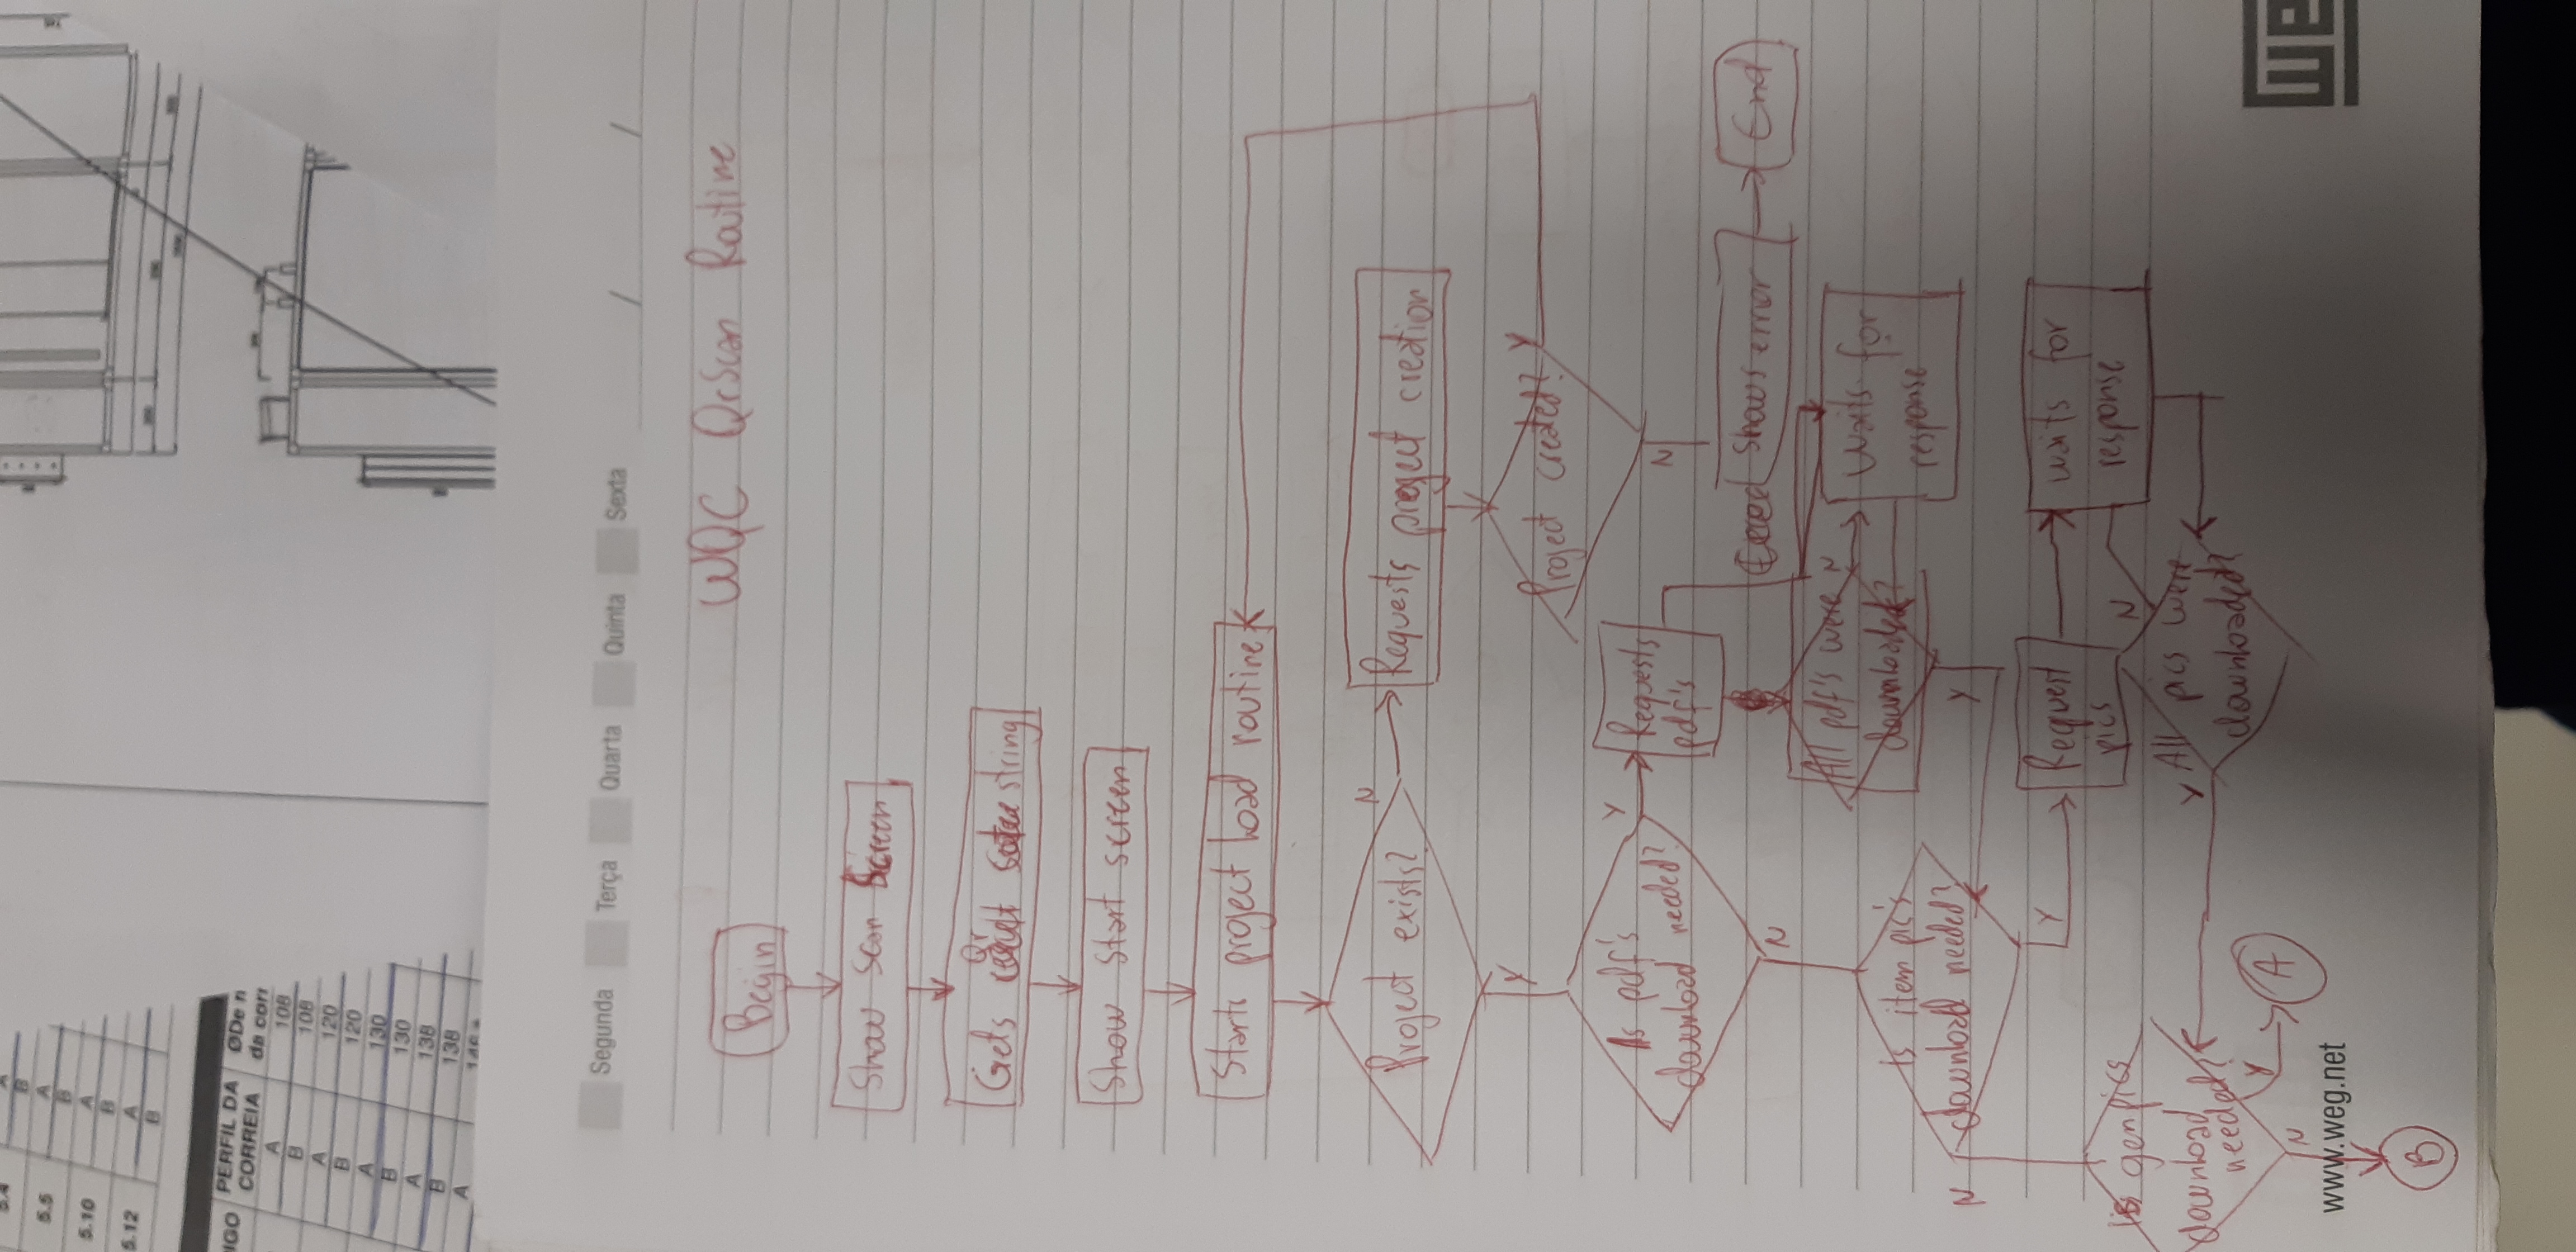 5.4
A
B
5.5
A
B
5.10
A
B
5.12
A
B
IGO PERFIL DA CORREIA ØDe n da corr
A 108
B 108
A 120
B 120
A 130
B 130
A 138
B 138
A 146
Segunda Terça Quarta Quinta Sexta / /
WQC QrScan Routine
Begin
Show Scan Screen
Gets Qr string
Show Start screen
Starts project load routine
Project exists?
N
Requests project creation
Y
Project created?
Y
N
Is pdf's
download needed?
Y
Requests
pdf's
Shows error
End
N
All pdf's were
downloaded?
N
waits for
response
Y
Is item pic's
download needed?
N
Y
Request
pics
waits for
response
N
All pics were
downloaded?
Y
Is gen pics
download
needed?
Y
A
N
www.weg.net
WE
B